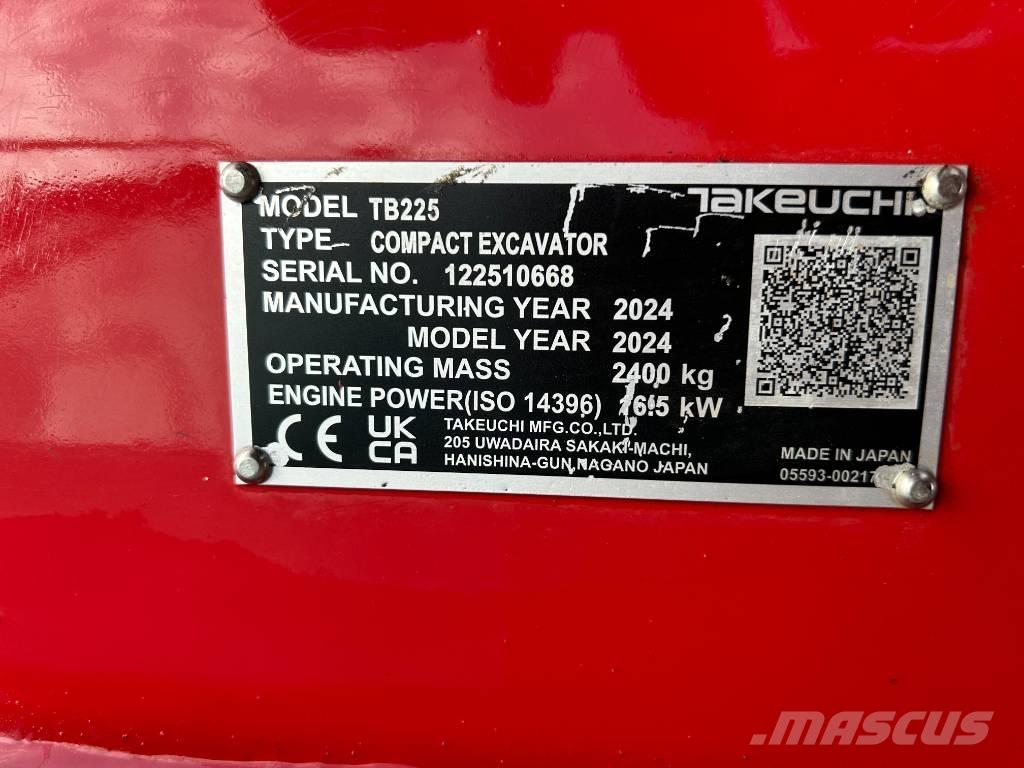 TAKEUCHI
MODEL TB225
TYPE COMPACT EXCAVATOR
SERIAL NO. 122510668
MANUFACTURING YEAR 2024
MODEL YEAR 2024
OPERATING MASS 2400 kg
ENGINE POWER(ISO 14396) 16.5 kW
CE UK CA
TAKEUCHI MFG.CO.,LTD.
205 UWADAIRA SAKAKI-MACHI,
HANISHINA-GUN,NAGANO JAPAN
MADE IN JAPAN
05593-00217
MASCUS